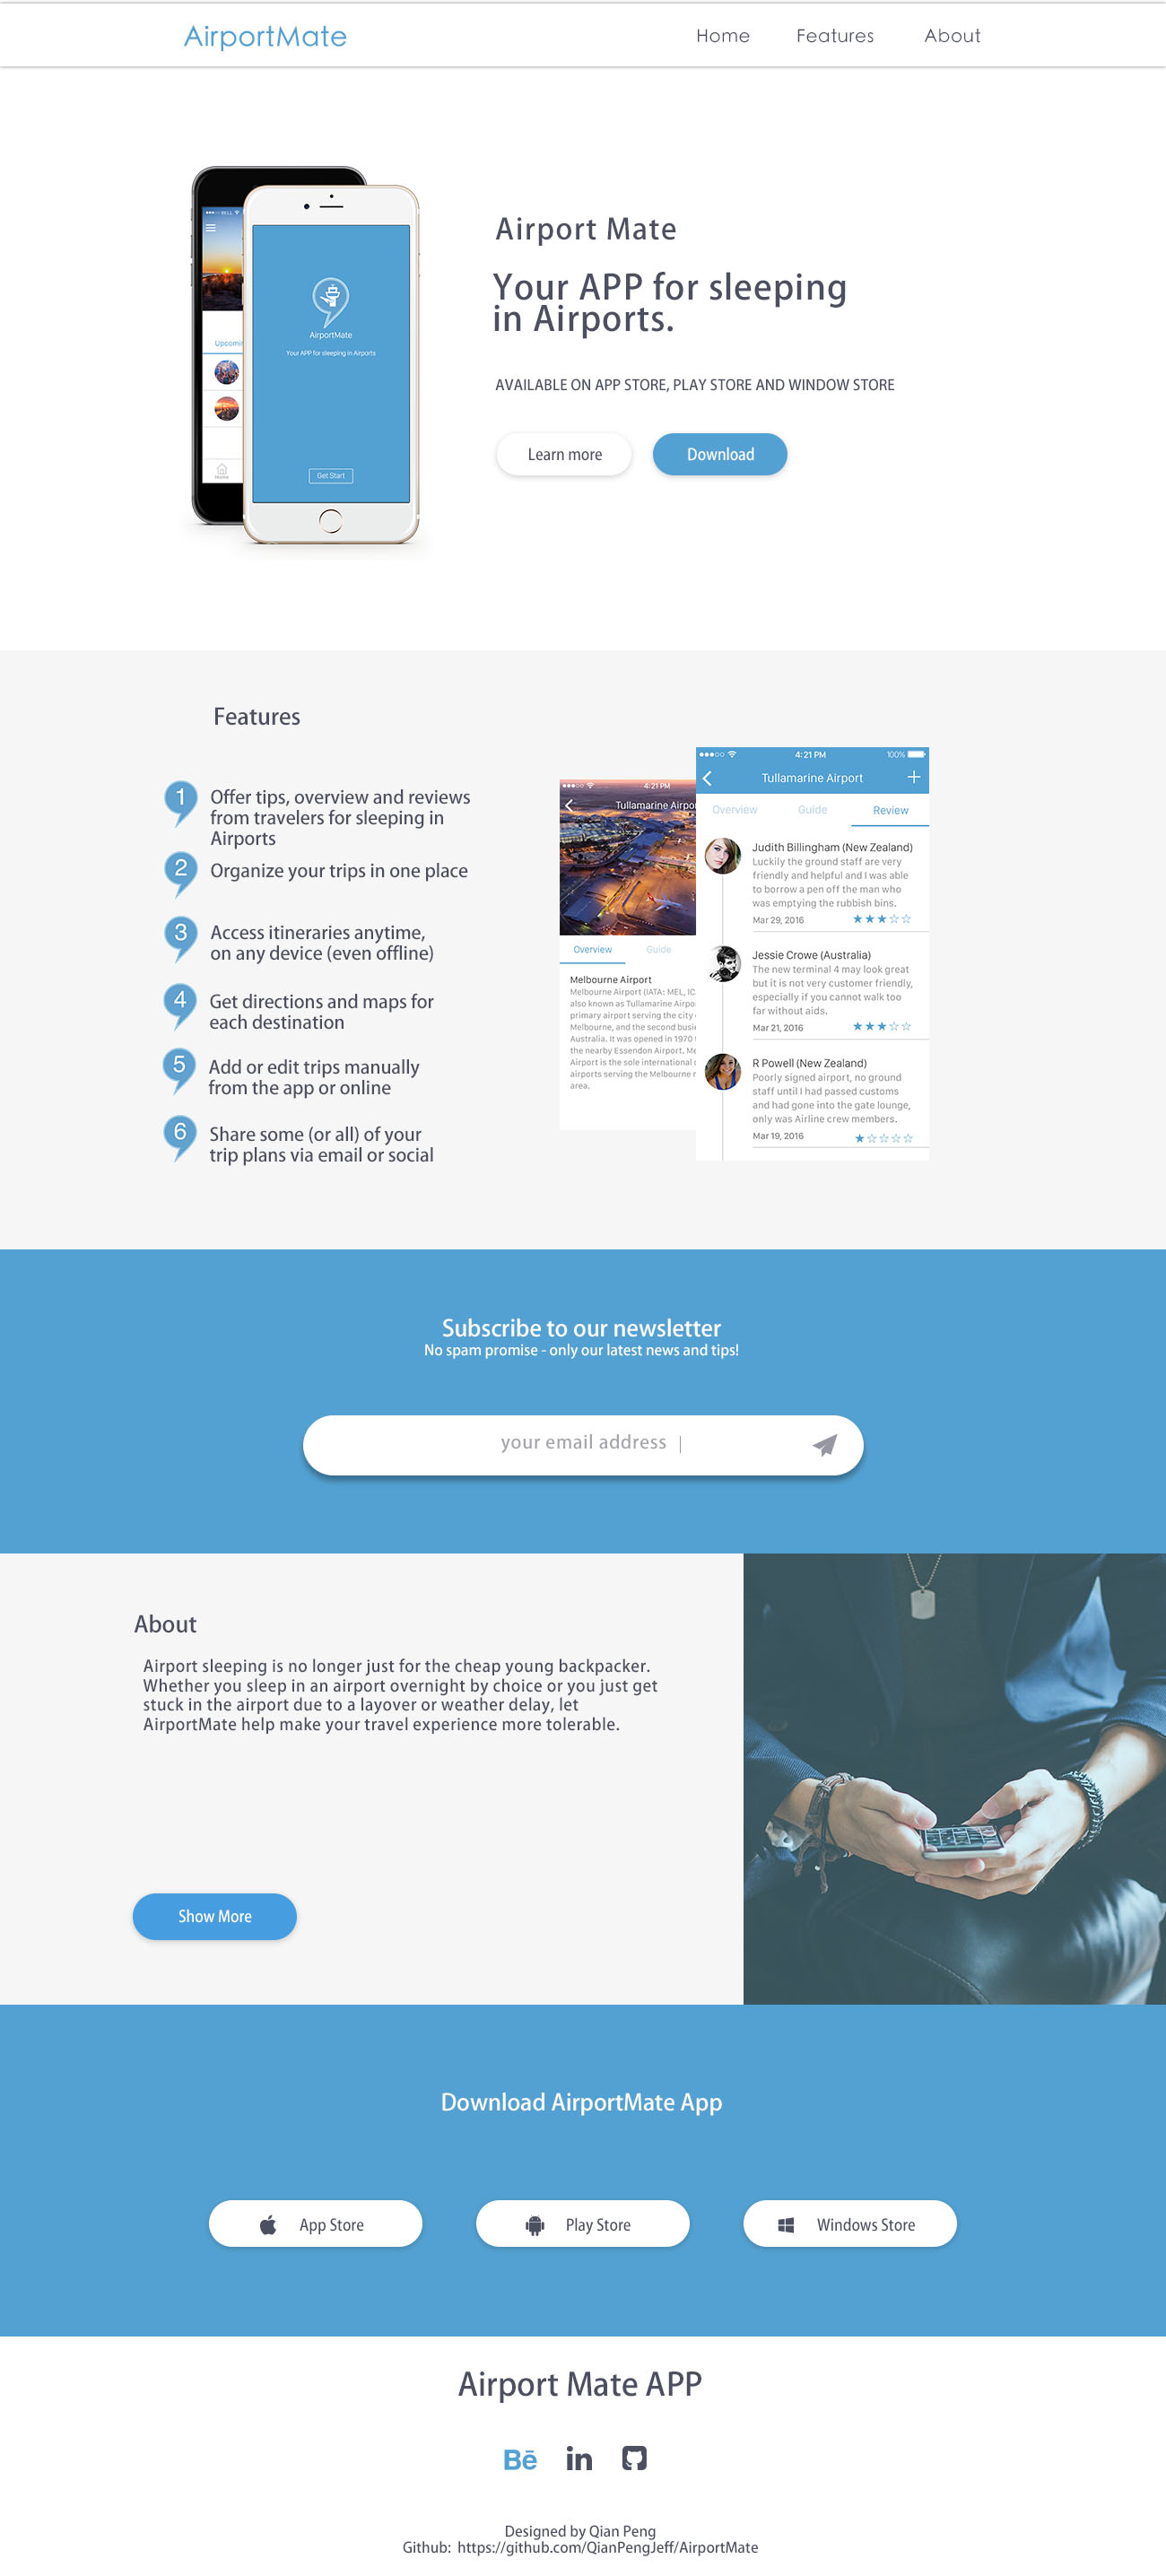 AirportMate
Home Features About
BELL
Upcomi
Home
AirportMate
Your APP for sleeping in Airports
Get Start
Airport Mate
Your APP for sleeping
in Airports.
AVAILABLE ON APP STORE, PLAY STORE AND WINDOW STORE
Learn more
Download
Features
1
Offer tips, overview and reviews
from travelers for sleeping in
Airports
2
Organize your trips in one place
3
Access itineraries anytime,
on any device (even offline)
4
Get directions and maps for
each destination
5
Add or edit trips manually
from the app or online
6
Share some (or all) of your
trip plans via email or social
4:21 PM
Tullamarine Airpor
Overview Guide
Melbourne Airport
Melbourne Airport (IATA: MEL, IC
also known as Tullamarine Airpo
primary airport serving the city
Melbourne, and the second busi
Australia. It was opened in 1970
the nearby Essendon Airport. Me
Airport is the sole international
airports serving the Melbourne
area.
4:21 PM 100%
Tullamarine Airport
Overview Guide Review
Judith Billingham (New Zealand)
Luckily the ground staff are very
friendly and helpful and I was able
to borrow a pen off the man who
was emptying the rubbish bins.
Mar 29, 2016
Jessie Crowe (Australia)
The new terminal 4 may look great
but it is not very customer friendly,
especially if you cannot walk too
far without aids.
Mar 21, 2016
R Powell (New Zealand)
Poorly signed airport, no ground
staff until I had passed customs
and had gone into the gate lounge,
only was Airline crew members.
Mar 19, 2016
Subscribe to our newsletter
No spam promise - only our latest news and tips!
your email address
About
Airport sleeping is no longer just for the cheap young backpacker.
Whether you sleep in an airport overnight by choice or you just get
stuck in the airport due to a layover or weather delay, let
AirportMate help make your travel experience more tolerable.
Show More
Download AirportMate App
App Store
Play Store
Windows Store
Airport Mate APP
Bē in
Designed by Qian Peng
Github: https://github.com/QianPengJeff/AirportMate